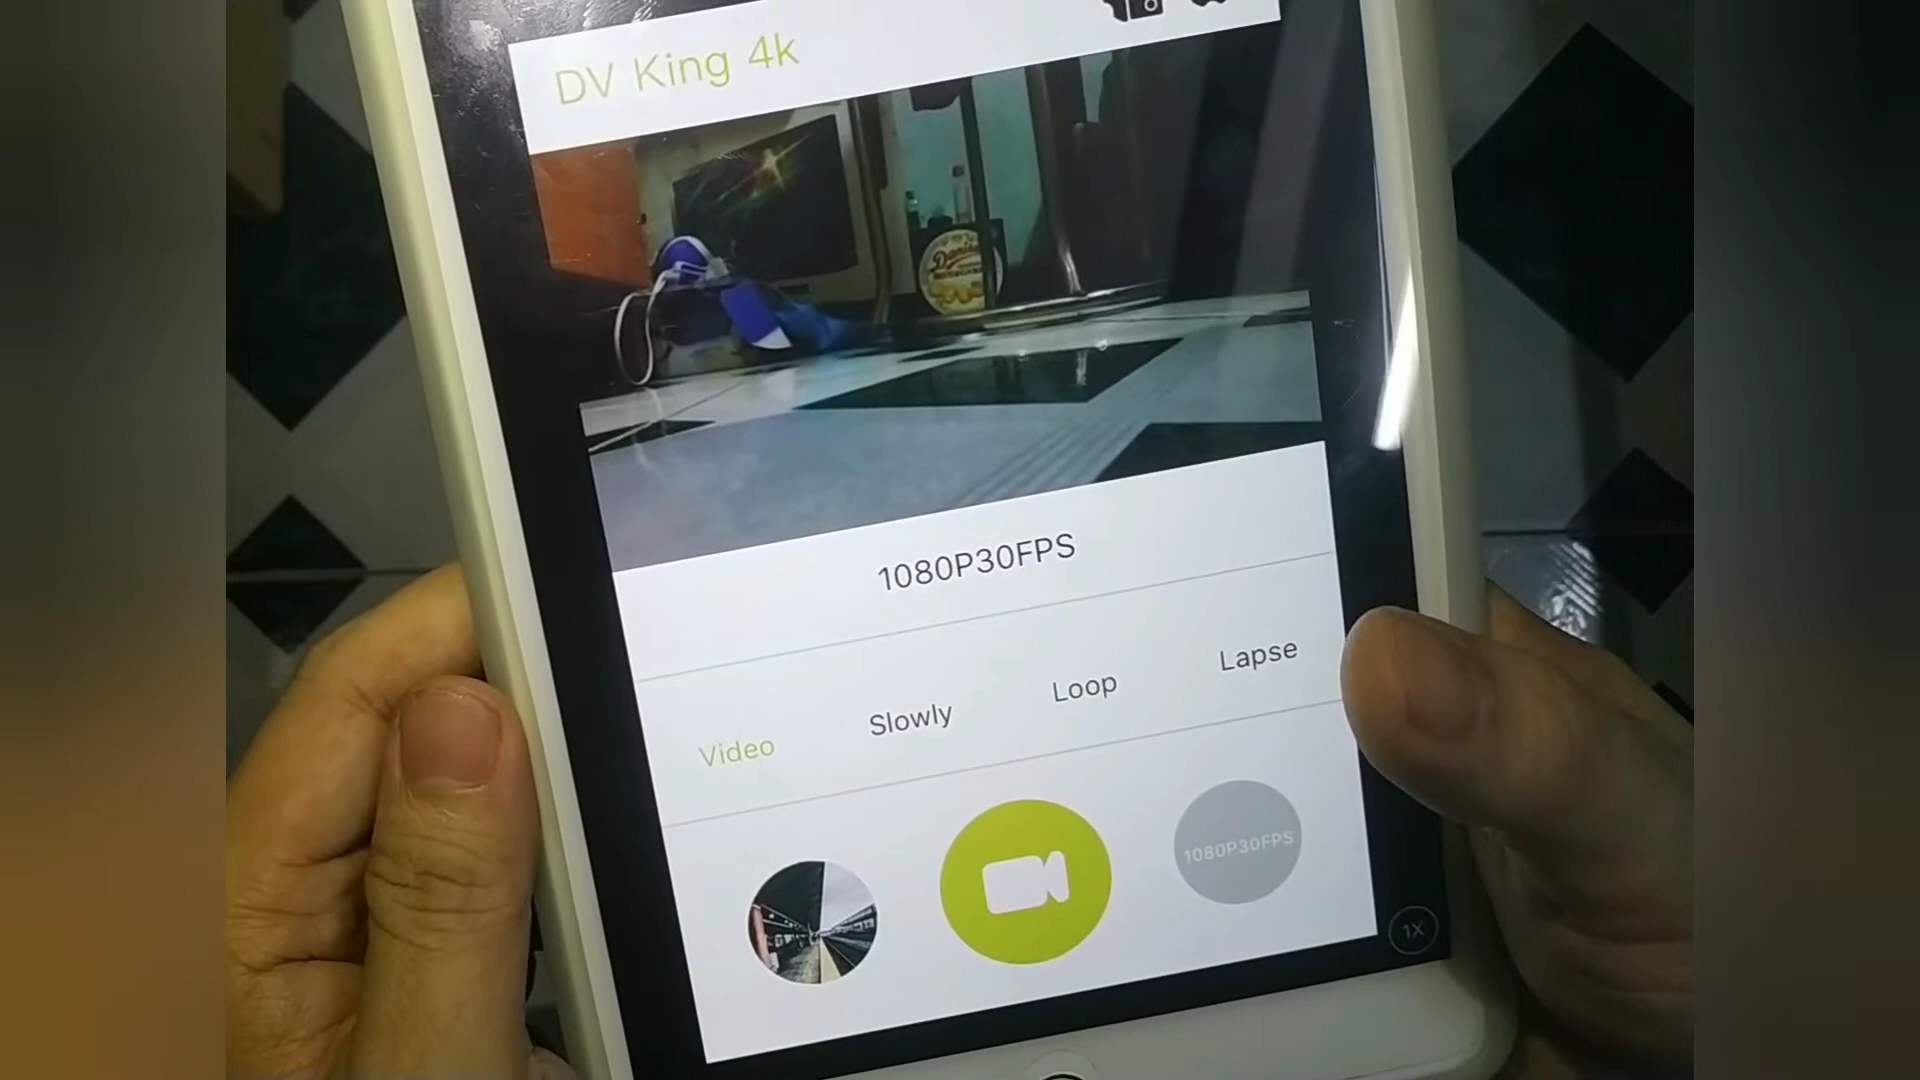 DV King 4k
1080P30FPS
Video Slowly Loop Lapse
1080P30FPS
1X